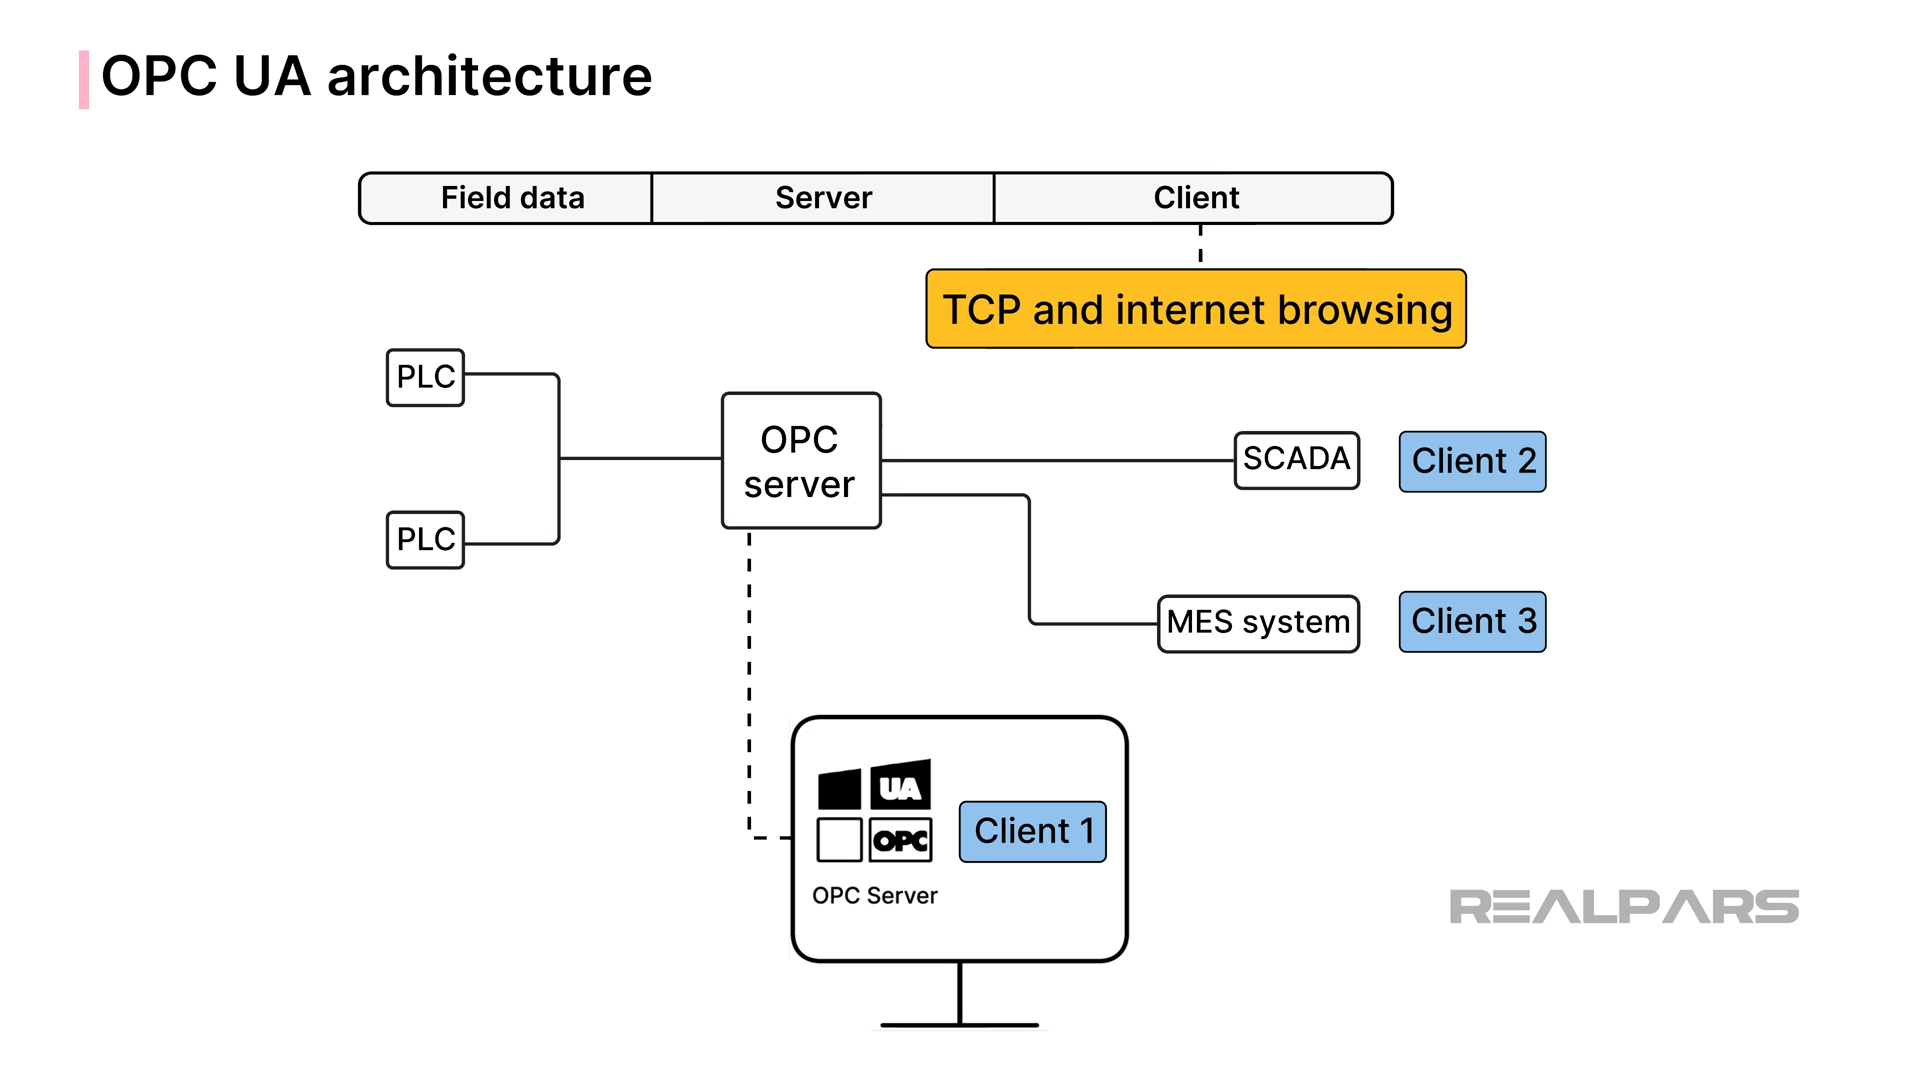 OPC UA architecture
Field data
Server
Client
TCP and internet browsing
PLC
OPC
server
SCADA
Client 2
PLC
MES system
Client 3
UA
OPC
Client 1
OPC Server
REALPARS